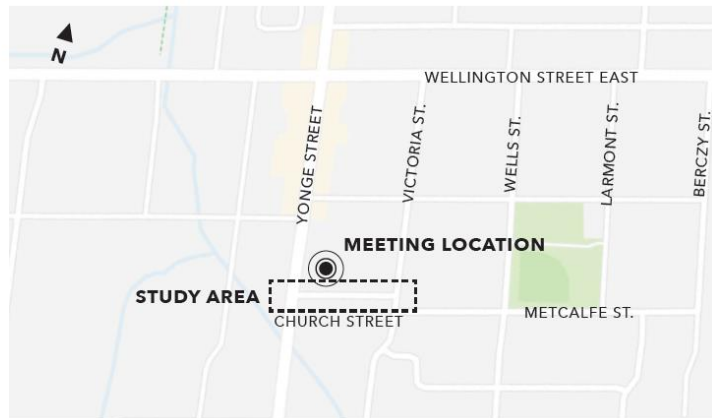 N
WELLINGTON STREET EAST
YONGE STREET
VICTORIA ST.
WELLS ST.
LARMONT ST.
BERCZY ST.
MEETING LOCATION
STUDY AREA
CHURCH STREET
METCALFE ST.